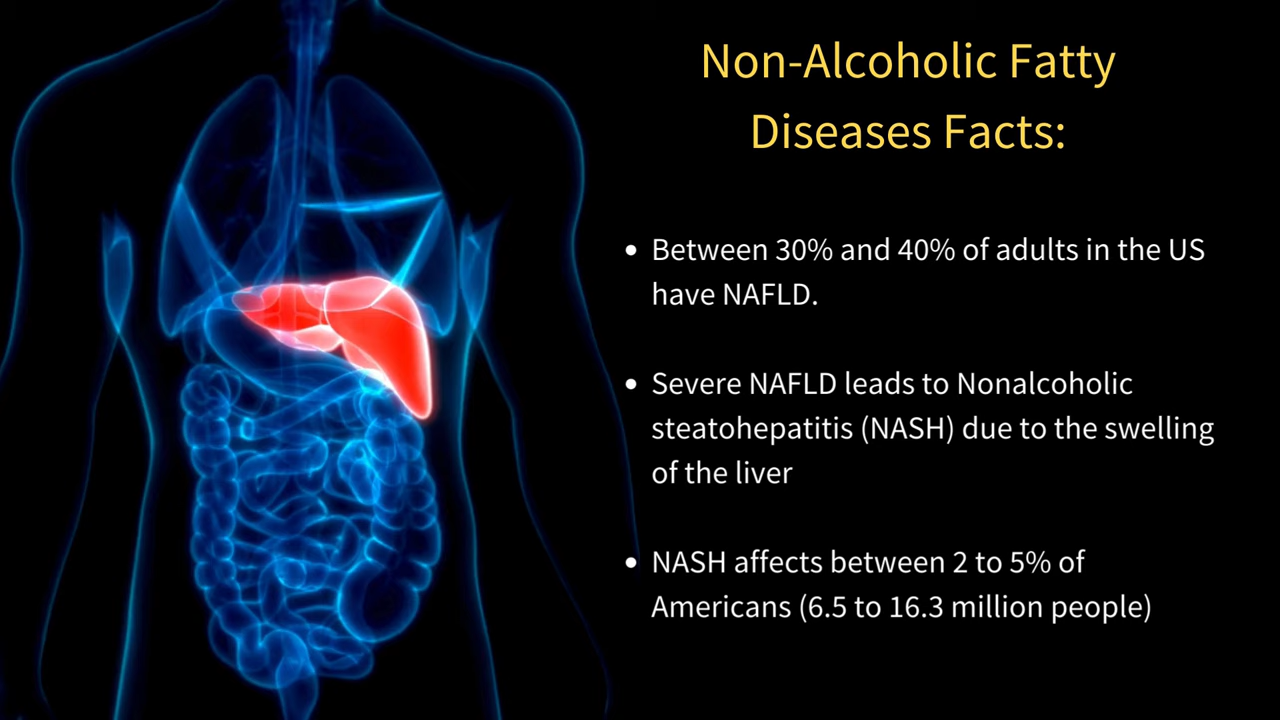 Non-Alcoholic Fatty
Diseases Facts:
• Between 30% and 40% of adults in the US
have NAFLD.
• Severe NAFLD leads to Nonalcoholic
steatohepatitis (NASH) due to the swelling
of the liver
• NASH affects between 2 to 5% of
Americans (6.5 to 16.3 million people)